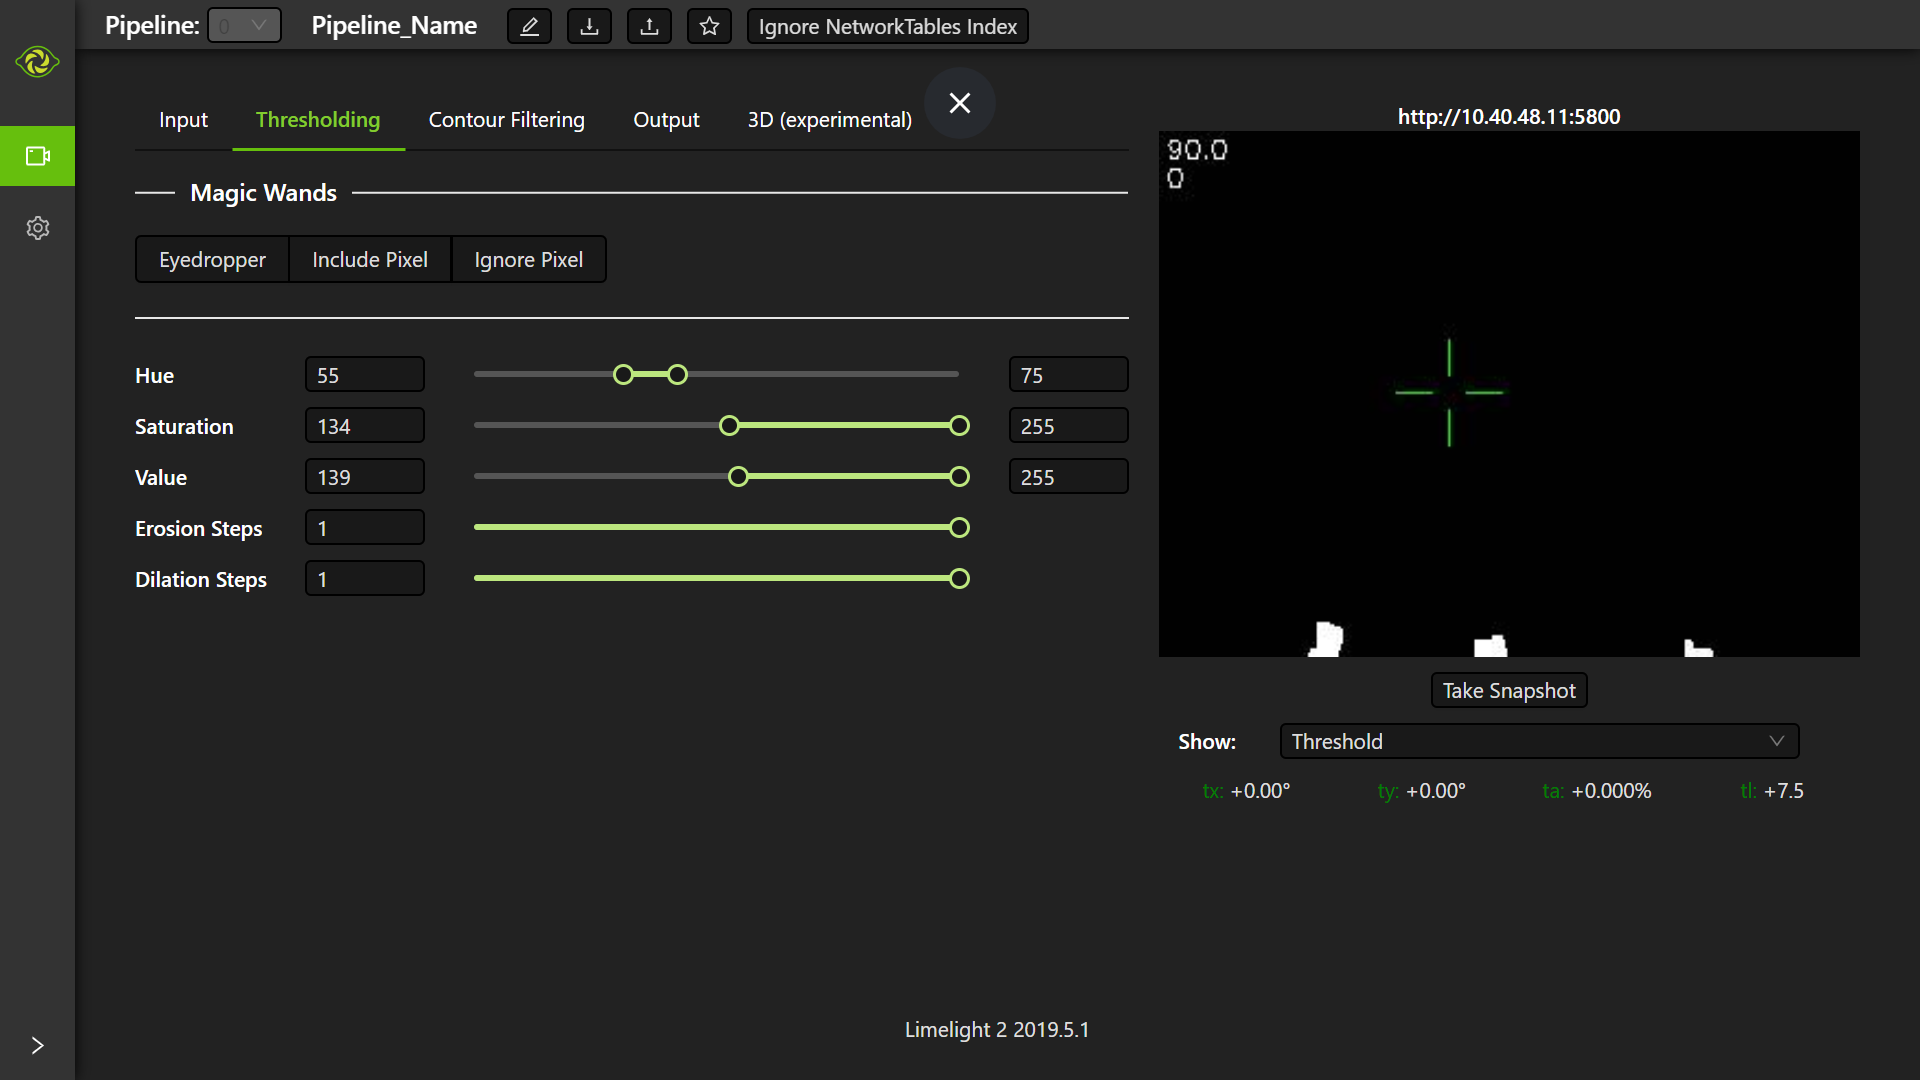 Pipeline: 0 Pipeline_Name Ignore NetworkTables Index
Input Thresholding Contour Filtering Output 3D (experimental)
http://10.40.48.11:5800
90.0
0
Magic Wands
Eyedropper Include Pixel Ignore Pixel
Hue 55 75
Saturation 134 255
Value 139 255
Erosion Steps 1
Dilation Steps 1
Take Snapshot
Show: Threshold
tx: +0.00° ty: +0.00° ta: +0.000% tl: +7.5
Limelight 2 2019.5.1